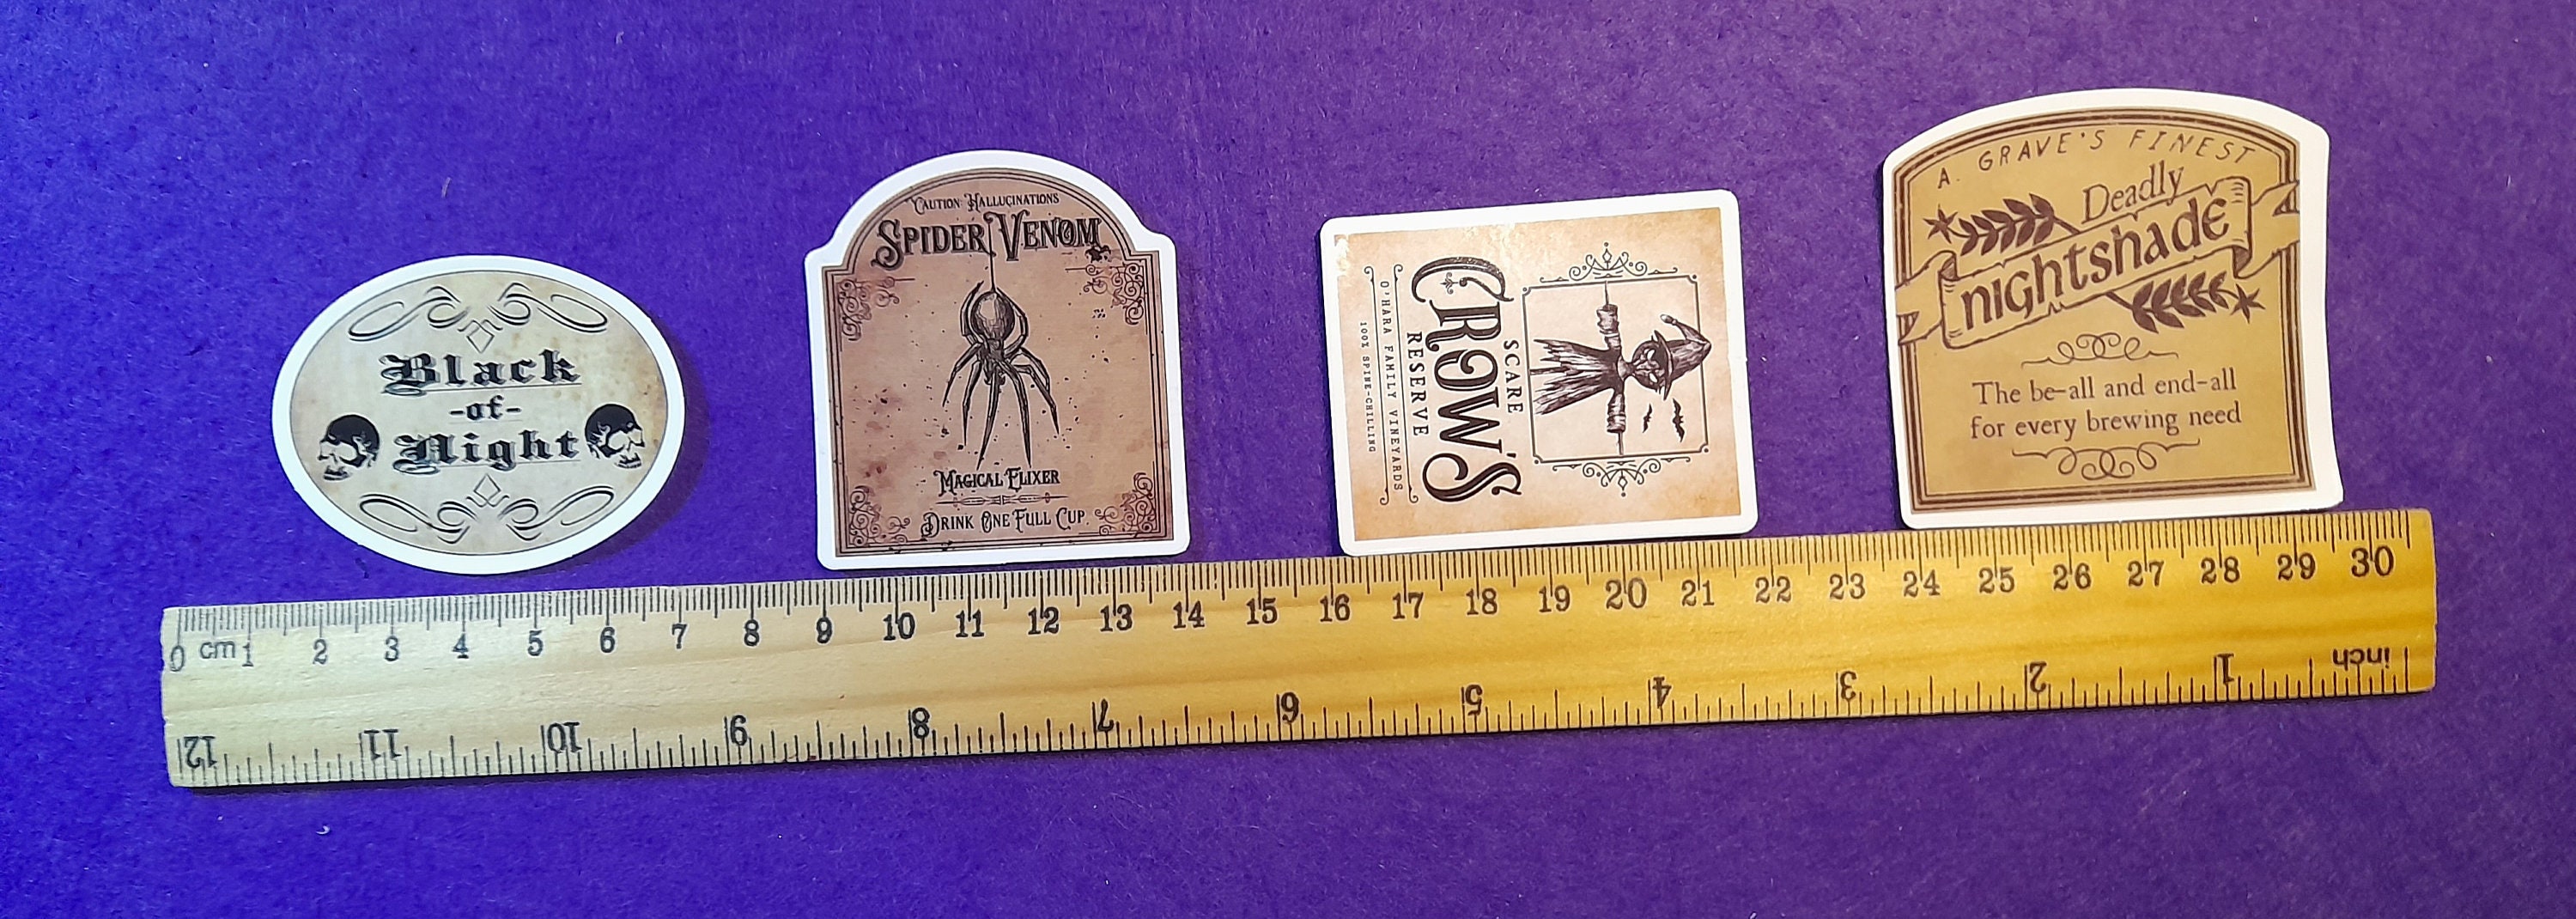 Black
-of-
Night
CAUTION HALLUCINATIONS
SPIDER VENOM
MAGICAL ELIXER
DRINK ONE FULL CUP
SCARE
CROW'S
RESERVE
O'HARA FAMILY VINEYARDS
100% SPINE-CHILLING
A GRAVE'S FINEST
Deadly
nightshade
The be-all and end-all
for every brewing need
0 cm 1 2 3 4 5 6 7 8 9 10 11 12 13 14 15 16 17 18 19 20 21 22 23 24 25 26 27 28 29 30
inch 1 2 3 4 5 6 7 8 9 10 11 12